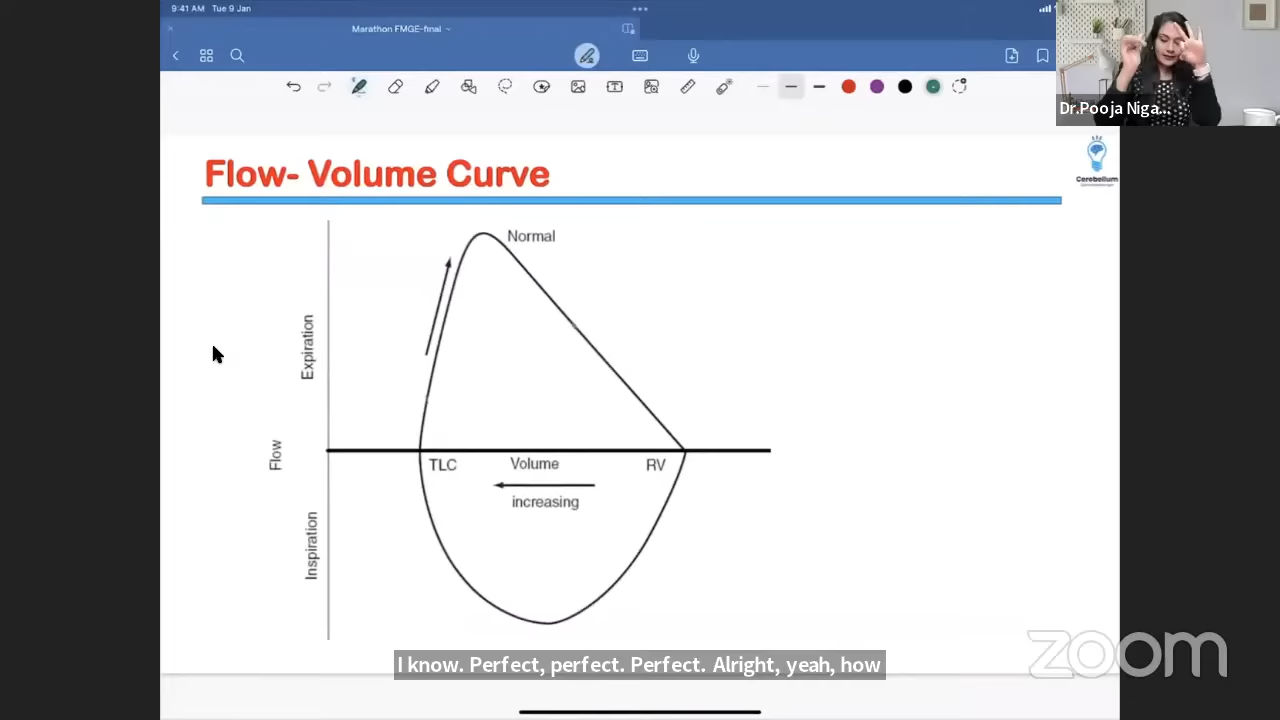 9:41 AM Tue 9 Jan
Marathon FMGE-final
Dr.Pooja Niga...
Cerebellum
Flow- Volume Curve
Normal
Expiration
Flow
TLC
Volume
RV
increasing
Inspiration
zoom
I know. Perfect, perfect. Perfect. Alright, yeah, how